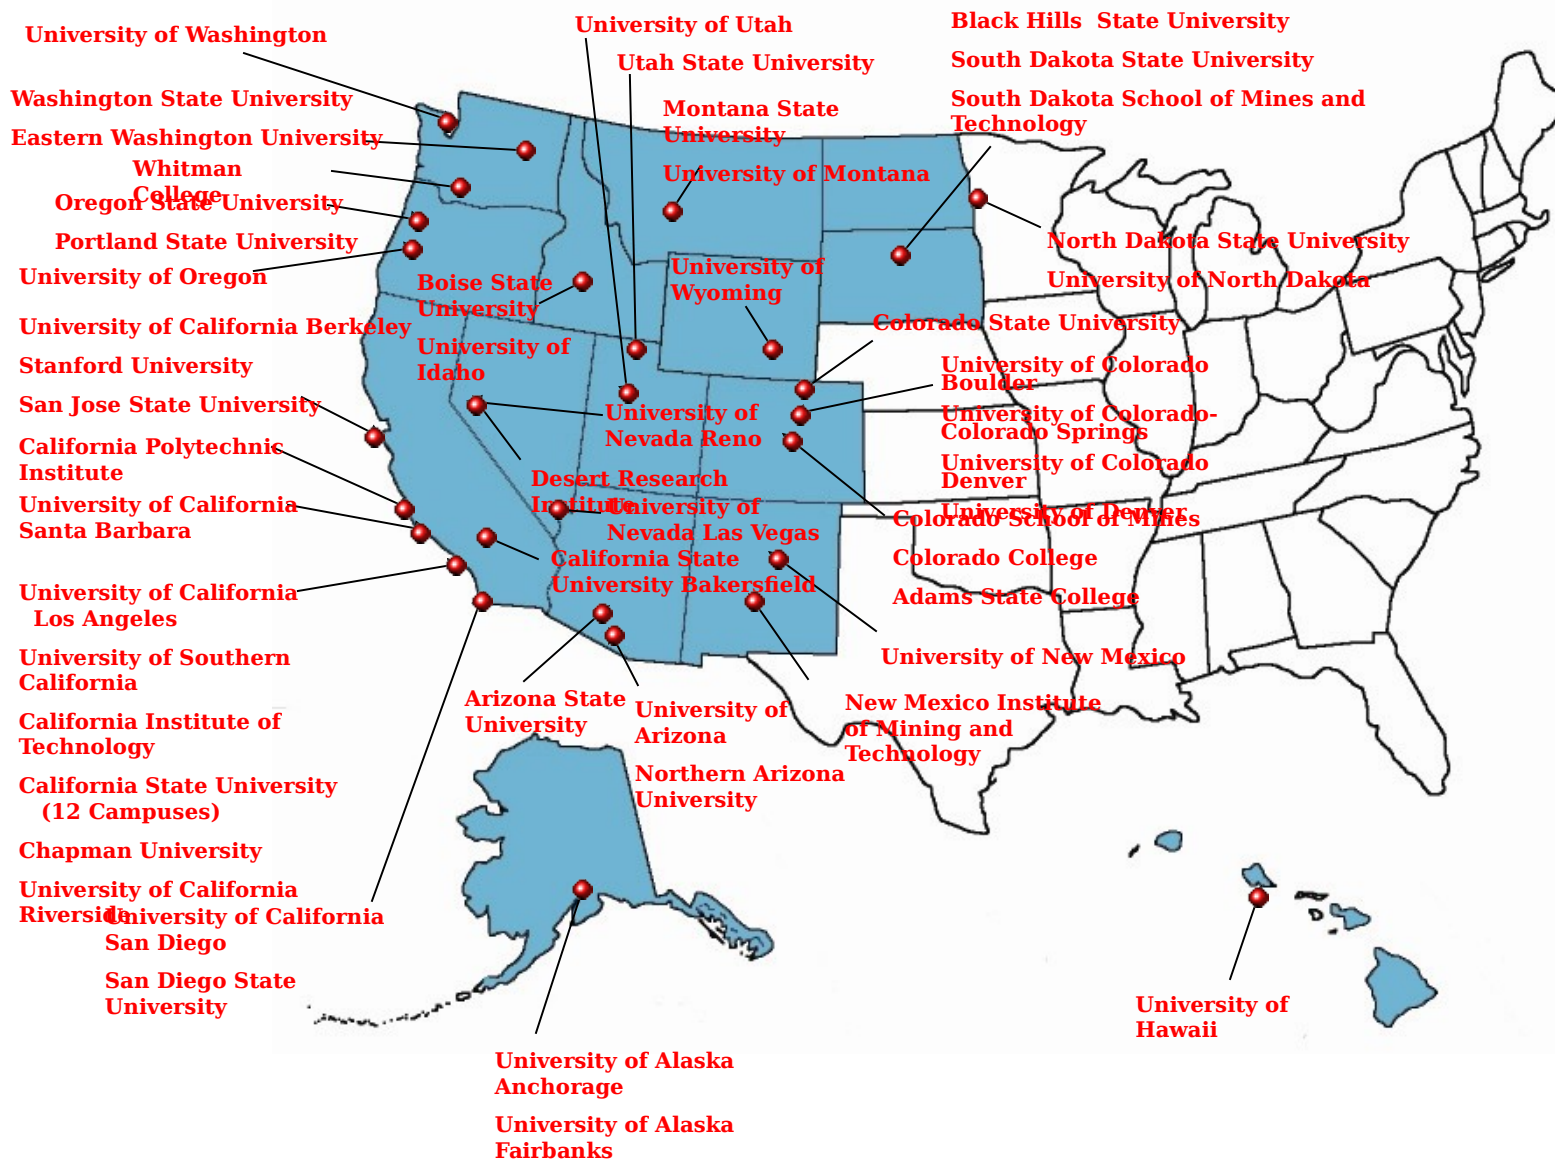 University of Washington
Washington State University
Eastern Washington University
Whitman
College
Oregon State University
Portland State University
University of Oregon
University of California Berkeley
Stanford University
San Jose State University
California Polytechnic
Institute
University of California
Santa Barbara
University of California
Los Angeles
University of Southern
California
California Institute of
Technology
California State University
(12 Campuses)
Chapman University
University of California
Riverside
University of California
San Diego
San Diego State
University
University of Utah
Utah State University
Montana State
University
University of Montana
Black Hills  State University
South Dakota State University
South Dakota School of Mines and
Technology
North Dakota State University
University of North Dakota
Boise State
University
University of
Idaho
University of
Wyoming
Colorado State University
University of Colorado
Boulder
University of Colorado-
Colorado Springs
University of Colorado
Denver
University of Denver
Colorado School of Mines
Colorado College
Adams State College
University of
Nevada Reno
Desert Research
Institute
University of
Nevada Las Vegas
California State
University Bakersfield
University of New Mexico
New Mexico Institute
of Mining and
Technology
Arizona State
University
University of
Arizona
Northern Arizona
University
University of Alaska
Anchorage
University of Alaska
Fairbanks
University of
Hawaii